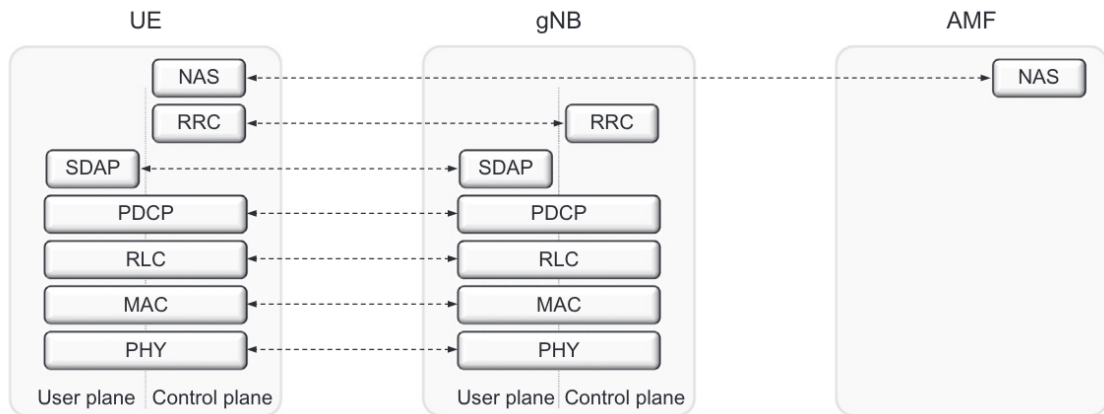 UE gNB AMF
NAS NAS
RRC RRC
SDAP SDAP
PDCP PDCP
RLC RLC
MAC MAC
PHY PHY
User plane Control plane User plane Control plane